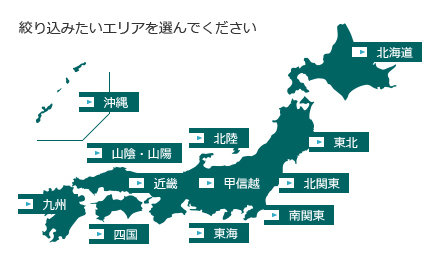 絞り込みたいエリアを選んでください
北海道
沖縄
北陸
東北
山陰・山陽
近畿
甲信越
北関東
九州
南関東
四国
東海